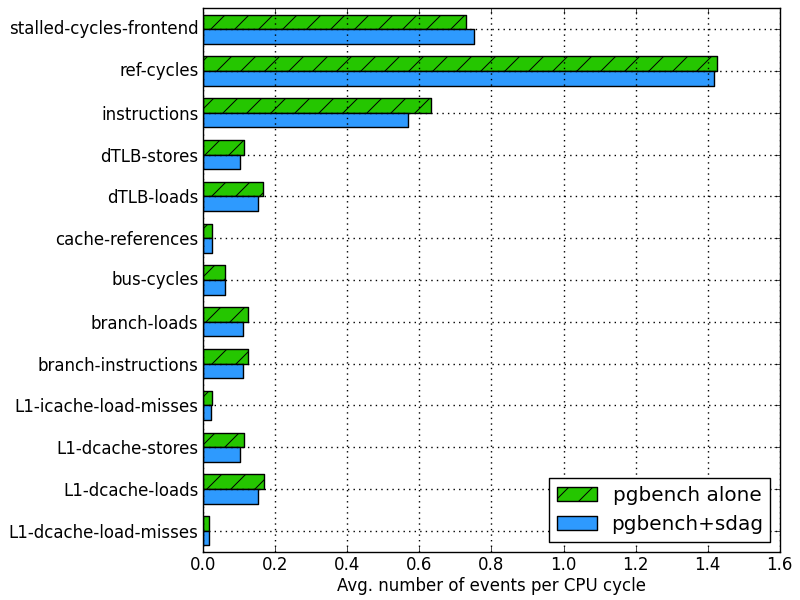 stalled-cycles-frontend
ref-cycles
instructions
dTLB-stores
dTLB-loads
cache-references
bus-cycles
branch-loads
branch-instructions
L1-icache-load-misses
L1-dcache-stores
L1-dcache-loads
L1-dcache-load-misses
pgbench alone
pgbench+sdag
0.0 0.2 0.4 0.6 0.8 1.0 1.2 1.4 1.6
Avg. number of events per CPU cycle